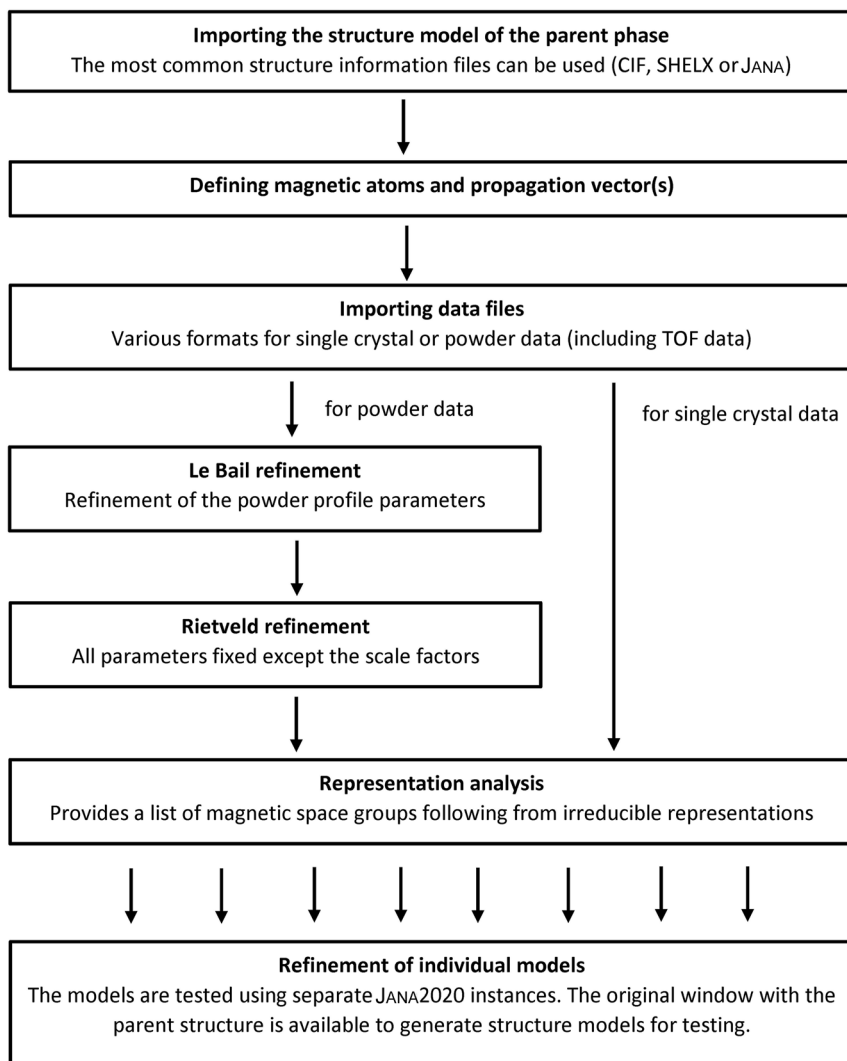 Importing the structure model of the parent phase
The most common structure information files can be used (CIF, SHELX or JANA)
Defining magnetic atoms and propagation vector(s)
Importing data files
Various formats for single crystal or powder data (including TOF data)
for powder data
for single crystal data
Le Bail refinement
Refinement of the powder profile parameters
Rietveld refinement
All parameters fixed except the scale factors
Representation analysis
Provides a list of magnetic space groups following from irreducible representations
Refinement of individual models
The models are tested using separate JANA2020 instances. The original window with the
parent structure is available to generate structure models for testing.